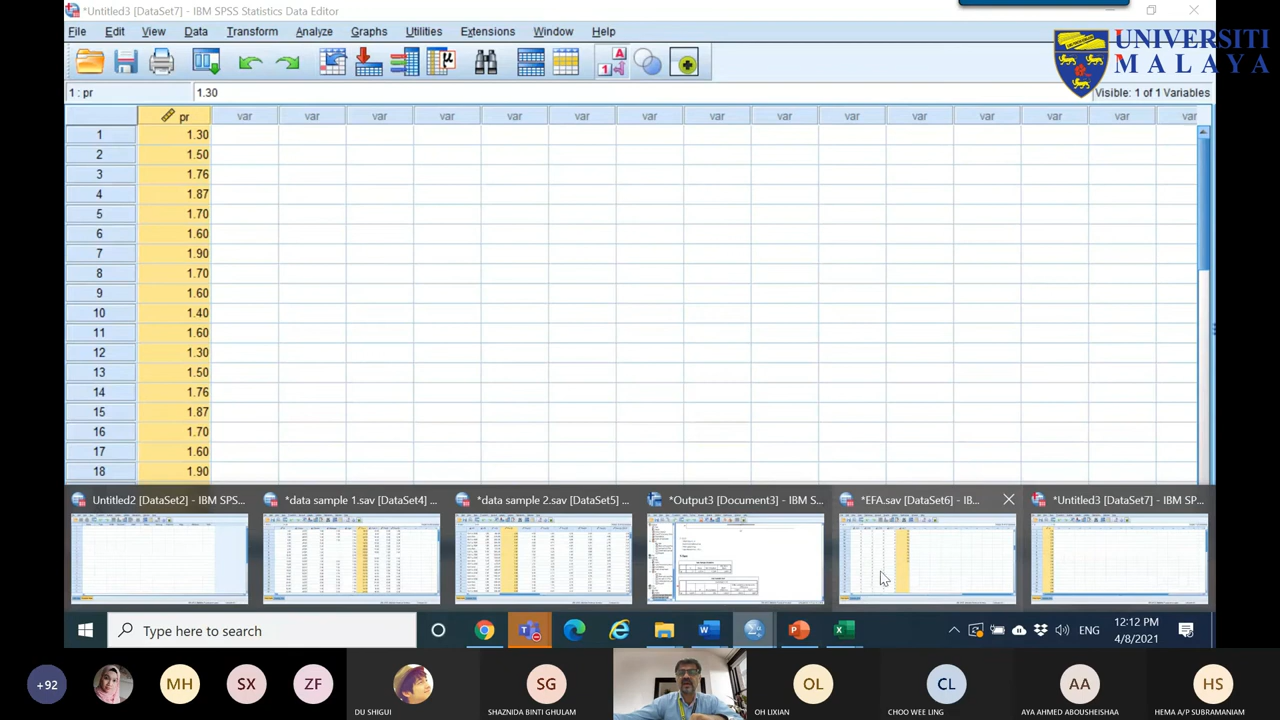 *Untitled3 [DataSet7] - IBM SPSS Statistics Data Editor
File Edit View Data Transform Analyze Graphs Utilities Extensions Window Help
UNIVERSITI
MALAYA
1 : pr 1.30 Visible: 1 of 1 Variables
pr var var var var var var var var var var var var var var var
1 1.30
2 1.50
3 1.76
4 1.87
5 1.70
6 1.60
7 1.90
8 1.70
9 1.60
10 1.40
11 1.60
12 1.30
13 1.50
14 1.76
15 1.87
16 1.70
17 1.60
18 1.90
Untitled2 [DataSet2] - IBM SPS... *data sample 1.sav [DataSet4] ... *data sample 2.sav [DataSet5] ... *Output3 [Document3] - IBM S... *EFA.sav [DataSet6] - IB... *Untitled3 [DataSet7] - IBM SP...
Type here to search ENG 12:12 PM
4/8/2021
+92 MH SX ZF SG OL CL AA HS
DU SHIGUI SHAZNIDA BINTI GHULAM OH LIXIAN CHOO WEE LING AYA AHMED ABOUSHEISHAA HEMA A/P SUBRAMANIAM